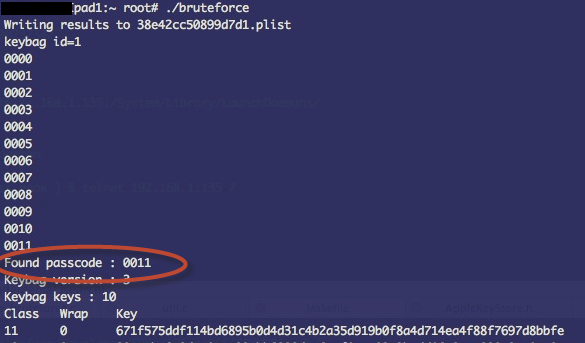 pad1:~ root# ./bruteforce
Writing results to 38e42cc50899d7d1.plist
keybag id=1
0000
0001
0002
0003
0004
0005
0006
0007
0008
0009
0010
0011
Found passcode : 0011
Keybag version : 3
Keybag keys : 10
Class Wrap Key
11 0 671f575ddf114bd6895b0d4d31c4b2a35d919b0f8a4d714ea4f88f7697d8bbfe